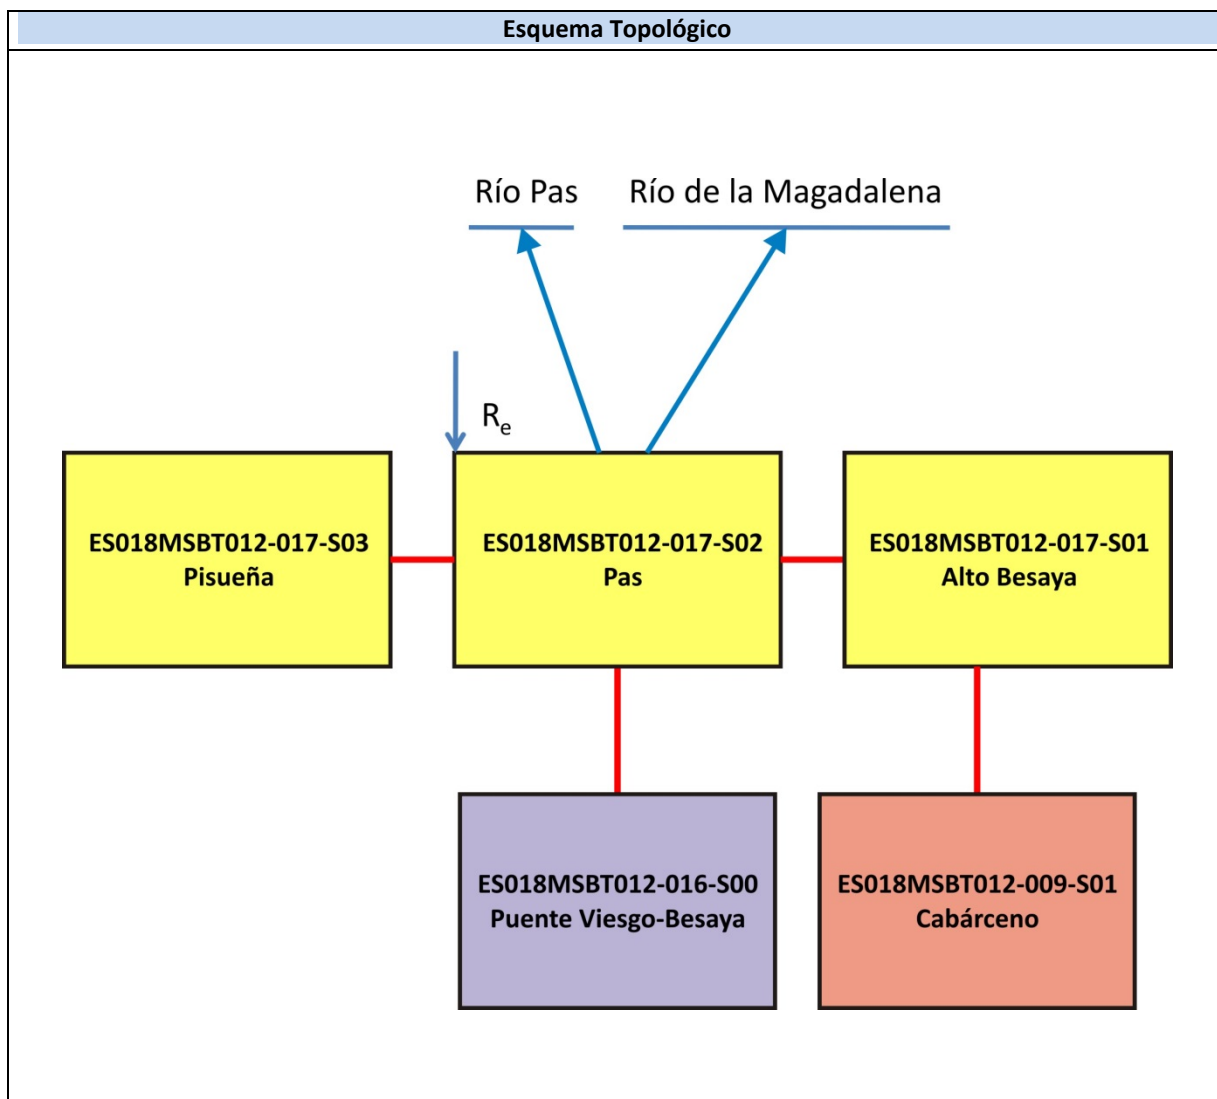 Esquema Topológico
Río Pas
Río de la Magadalena
Re
ES018MSBT012-017-S03
Pisueña
ES018MSBT012-017-S02
Pas
ES018MSBT012-017-S01
Alto Besaya
ES018MSBT012-016-S00
Puente Viesgo-Besaya
ES018MSBT012-009-S01
Cabárceno